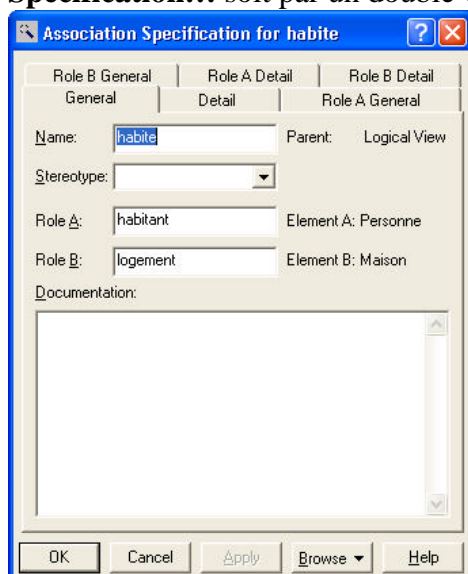 Specification… soit par un double
Association Specification for habite
Role B General Role A Detail Role B Detail
General Detail Role A General
Name: habite Parent: Logical View
Stereotype:
Role A: habitant Element A: Personne
Role B: logement Element B: Maison
Documentation:
OK Cancel Apply Browse Help